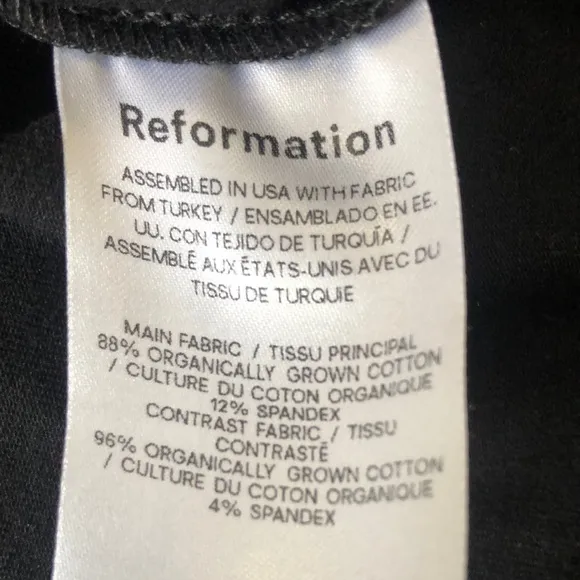 Reformation
ASSEMBLED IN USA WITH FABRIC
FROM TURKEY / ENSAMBLADO EN EE.
UU. CON TEJIDO DE TURQUÍA /
ASSEMBLÉ AUX ÉTATS-UNIS AVEC DU
TISSU DE TURQUIE
MAIN FABRIC / TISSU PRINCIPAL
88% ORGANICALLY GROWN COTTON
/ CULTURE DU COTON ORGANIQUE
12% SPANDEX
CONTRAST FABRIC / TISSU
CONTRASTÉ
96% ORGANICALLY GROWN COTTON
/ CULTURE DU COTON ORGANIQUE
4% SPANDEX